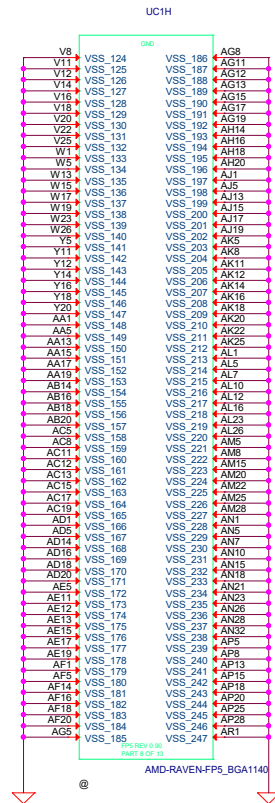 UC1H
GND
V8 VSS_124 VSS_186 AG8
V11 VSS_125 VSS_187 AG11
V12 VSS_126 VSS_188 AG12
V14 VSS_127 VSS_189 AG13
V16 VSS_128 VSS_190 AG15
V18 VSS_129 VSS_191 AG17
V20 VSS_130 VSS_192 AG19
V22 VSS_131 VSS_193 AH14
V25 VSS_132 VSS_194 AH16
W1 VSS_133 VSS_195 AH18
W5 VSS_134 VSS_196 AH20
W13 VSS_135 VSS_197 AJ1
W15 VSS_136 VSS_198 AJ5
W17 VSS_137 VSS_199 AJ13
W19 VSS_138 VSS_200 AJ15
W23 VSS_139 VSS_201 AJ17
W26 VSS_140 VSS_202 AJ19
Y5 VSS_141 VSS_203 AK5
Y11 VSS_142 VSS_204 AK8
Y12 VSS_143 VSS_205 AK11
Y14 VSS_144 VSS_206 AK12
Y16 VSS_145 VSS_207 AK14
Y18 VSS_146 VSS_208 AK16
Y20 VSS_147 VSS_209 AK18
AA1 VSS_148 VSS_210 AK20
AA5 VSS_149 VSS_211 AK22
AA13 VSS_150 VSS_212 AK25
AA15 VSS_151 VSS_213 AL1
AA17 VSS_152 VSS_214 AL5
AA19 VSS_153 VSS_215 AL7
AB14 VSS_154 VSS_216 AL10
AB16 VSS_155 VSS_217 AL12
AB18 VSS_156 VSS_218 AL16
AB20 VSS_157 VSS_219 AL23
AC5 VSS_158 VSS_220 AL26
AC8 VSS_159 VSS_221 AM5
AC11 VSS_160 VSS_222 AM8
AC12 VSS_161 VSS_223 AM15
AC13 VSS_162 VSS_224 AM20
AC15 VSS_163 VSS_225 AM22
AC17 VSS_164 VSS_226 AM25
AC19 VSS_165 VSS_227 AM28
AD1 VSS_166 VSS_228 AN1
AD5 VSS_167 VSS_229 AN5
AD14 VSS_168 VSS_230 AN7
AD16 VSS_169 VSS_231 AN10
AD18 VSS_170 VSS_232 AN15
AD20 VSS_171 VSS_233 AN18
AE5 VSS_172 VSS_234 AN21
AE11 VSS_173 VSS_235 AN23
AE12 VSS_174 VSS_236 AN26
AE13 VSS_175 VSS_237 AN28
AE15 VSS_176 VSS_238 AN32
AE17 VSS_177 VSS_239 AP5
AE19 VSS_178 VSS_240 AP8
AF1 VSS_179 VSS_241 AP13
AF5 VSS_180 VSS_242 AP15
AF14 VSS_181 VSS_243 AP18
AF16 VSS_182 VSS_244 AP20
AF18 VSS_183 VSS_245 AP25
AF20 VSS_184 VSS_246 AP28
AG5 VSS_185 VSS_247 AR1
FP5 REV 0.90
PART 8 OF 13
AMD-RAVEN-FP5_BGA1140
@